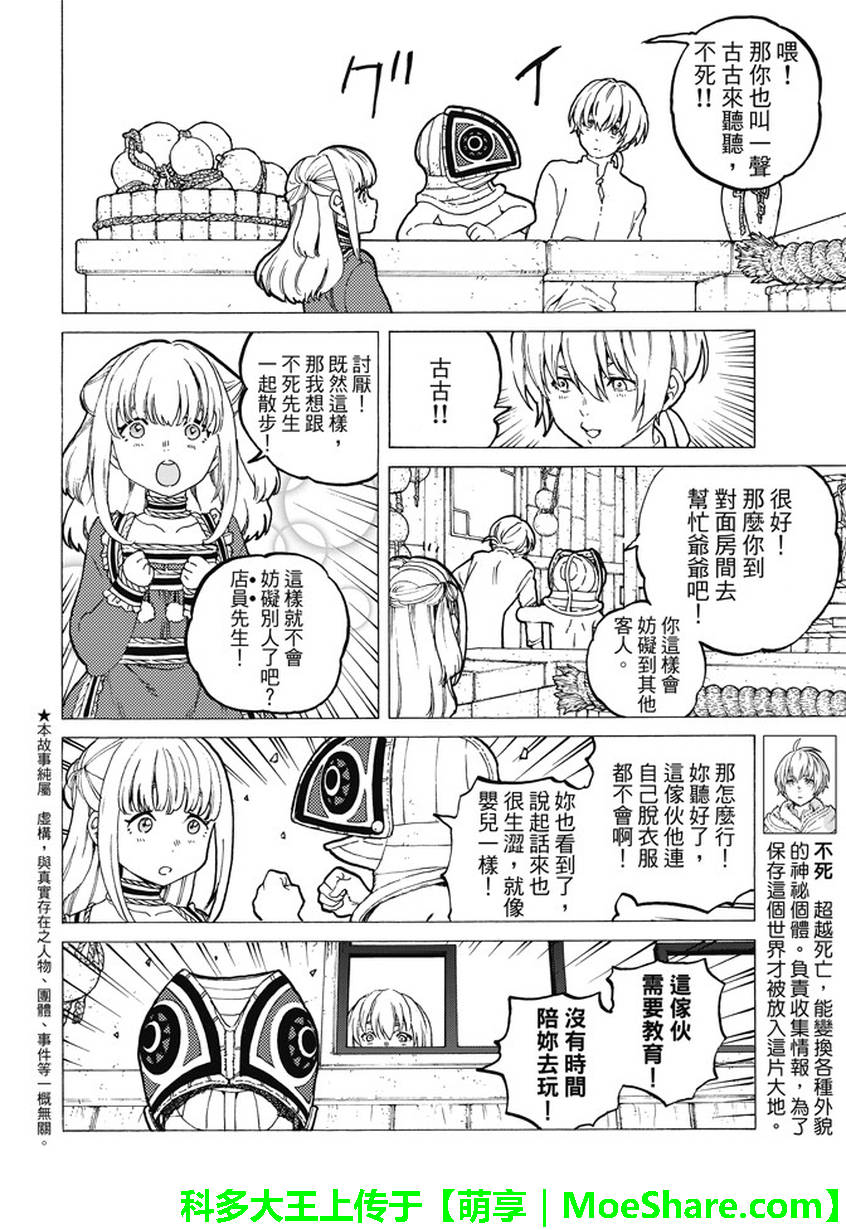 喂！
那你也叫一聲
古古來聽聽，
不死!!
イ
グ
古古!!
很好！
那麼你到
對面房間去
幫忙爺爺吧！
你這樣會
妨礙到其他
客人。
討厭！
既然這樣，
那我想跟
不死先生
一起散步！
這樣就不會
妨礙別人了吧？
店員先生！
那怎麼行！
妳聽好了，
這傢伙他連
自己脫衣服
都不會啊！
妳也看到了，
說起話來也
很生澀，就像
嬰兒一樣！
這傢伙
需要教育！
沒有時間
陪妳去玩！
不死　超越死亡，能變換各種外貌
的神祕個體。負責收集情報，為了
保存這個世界才被放入這片大地。
★本故事純屬　虛構，與真實存在之人物、團體、事件等一概無關。
科多大王上传于【萌享｜MoeShare.com】